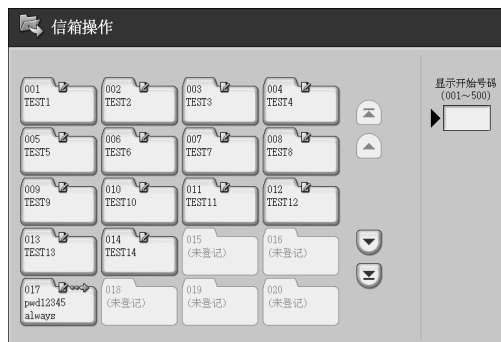 信箱操作
显示开始号码
(001~500)
001
TEST1
002
TEST2
003
TEST3
004
TEST4
005
TEST5
006
TEST6
007
TEST7
008
TEST8
009
TEST9
010
TEST10
011
TEST11
012
TEST12
013
TEST13
014
TEST14
015
(未登记)
016
(未登记)
017
pwd12345
always
018
(未登记)
019
(未登记)
020
(未登记)